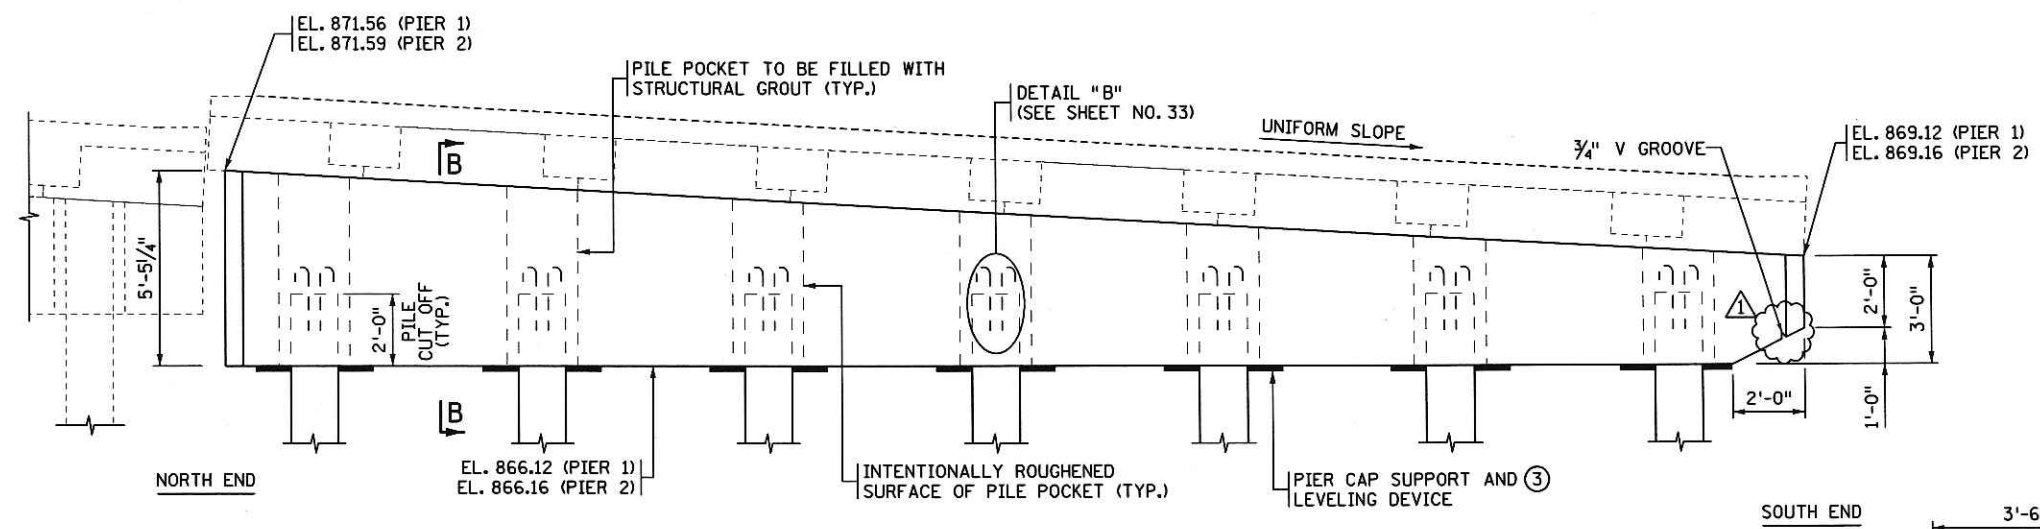 EL. 871.56 (PIER 1)
EL. 871.59 (PIER 2)
PILE POCKET TO BE FILLED WITH
STRUCTURAL GROUT (TYP.)
DETAIL "B"
(SEE SHEET NO. 33)
UNIFORM SLOPE
3/4" V GROOVE
EL. 869.12 (PIER 1)
EL. 869.16 (PIER 2)
B
5'-5 1/4"
2'-0"
PILE
CUT OFF
(TYP.)
1
2'-0"
3'-0"
2'-0"
1'-0"
B
NORTH END
EL. 866.12 (PIER 1)
EL. 866.16 (PIER 2)
INTENTIONALLY ROUGHENED
SURFACE OF PILE POCKET (TYP.)
PIER CAP SUPPORT AND 3
LEVELING DEVICE
SOUTH END
3'-6